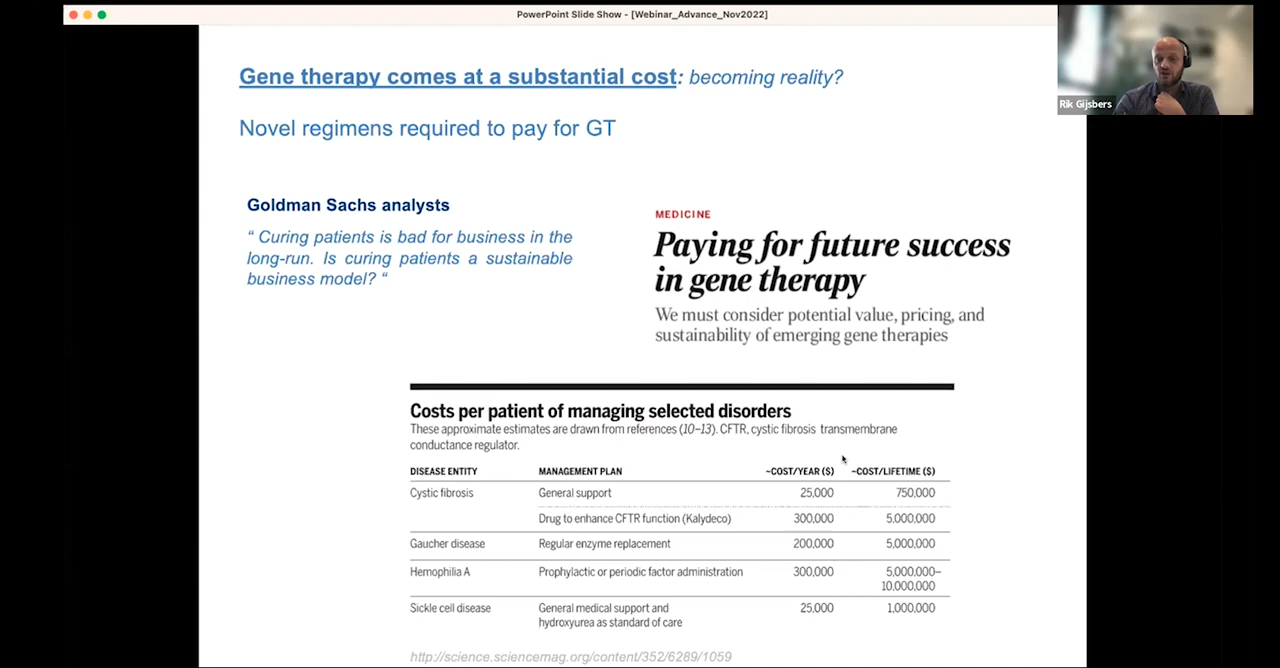 PowerPoint Slide Show - [Webinar_Advance_Nov2022]
Rik Gijsbers
Gene therapy comes at a substantial cost: becoming reality?
Novel regimens required to pay for GT
Goldman Sachs analysts
“ Curing patients is bad for business in the
long-run. Is curing patients a sustainable
business model? “
MEDICINE
Paying for future success
in gene therapy
We must consider potential value, pricing, and
sustainability of emerging gene therapies
Costs per patient of managing selected disorders
These approximate estimates are drawn from references (10–13). CFTR, cystic fibrosis transmembrane
conductance regulator.
DISEASE ENTITY MANAGEMENT PLAN ~COST/YEAR ($) ~COST/LIFETIME ($)
Cystic fibrosis General support 25,000 750,000
Drug to enhance CFTR function (Kalydeco) 300,000 5,000,000
Gaucher disease Regular enzyme replacement 200,000 5,000,000
Hemophilia A Prophylactic or periodic factor administration 300,000 5,000,000–
10,000,000
Sickle cell disease General medical support and 25,000 1,000,000
hydroxyurea as standard of care
http://science.sciencemag.org/content/352/6289/1059